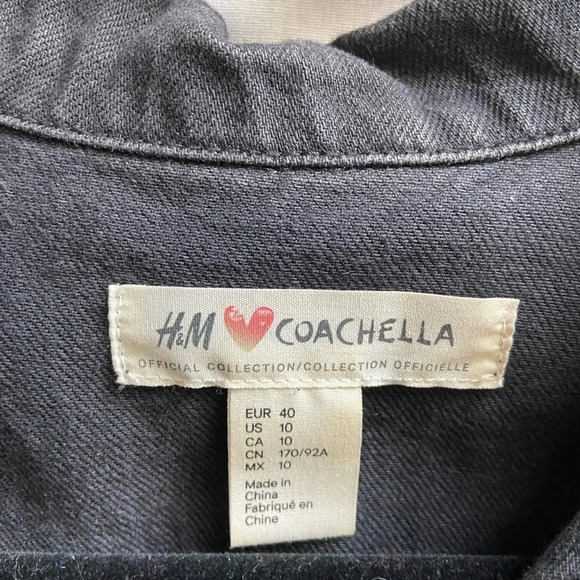 H&M COACHELLA
OFFICIAL COLLECTION/COLLECTION OFFICIELLE
EUR 40
US 10
CA 10
CN 170/92A
MX 10
Made in
China
Fabriqué en
Chine